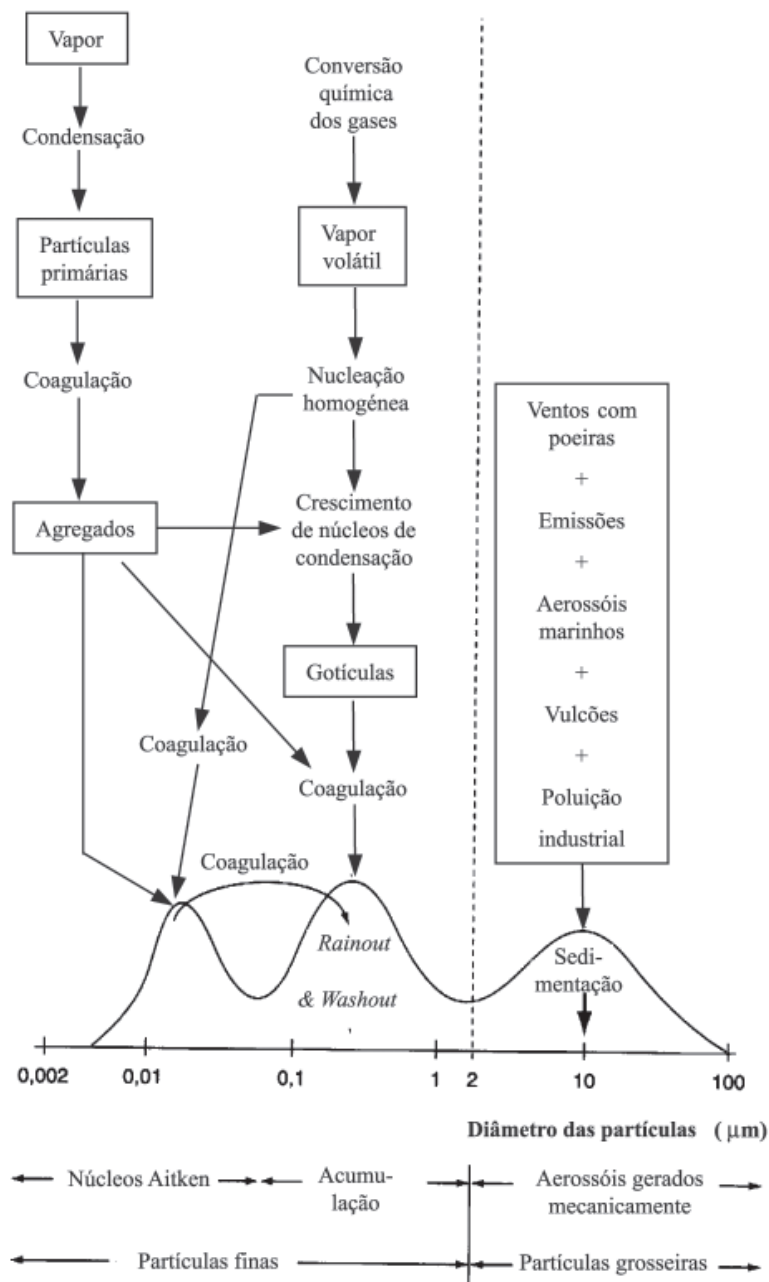 Vapor
Condensação
Partículas
primárias
Coagulação
Agregados
Conversão
química
dos gases
Vapor
volátil
Nucleação
homogénea
Crescimento
de núcleos de
condensação
Gotículas
Coagulação
Coagulação
Coagulação
Rainout
& Washout
Ventos com
poeiras
+
Emissões
+
Aerossóis
marinhos
+
Vulcões
+
Poluição
industrial
Sedi-
mentação
0,002 0,01 0,1 1 2 10 100
Diâmetro das partículas ( μm)
Núcleos Aitken
Acumu-
lação
Aerossóis gerados
mecanicamente
Partículas finas
Partículas grosseiras